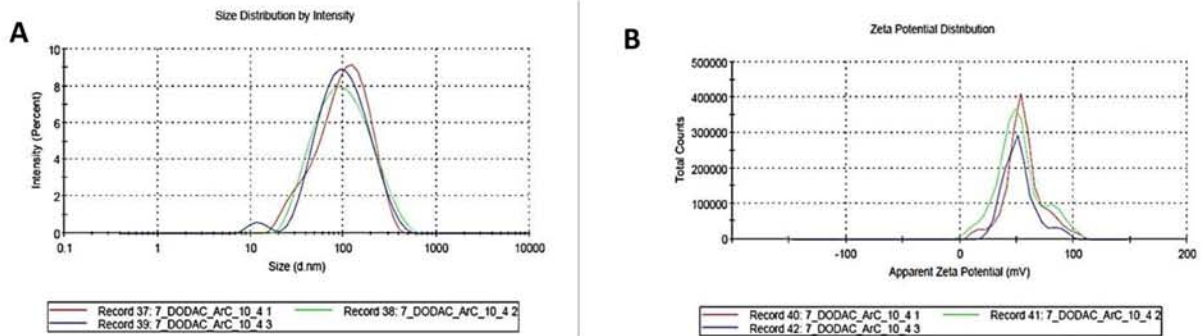 A
Size Distribution by Intensity
Intensity (Percent)
10
8
6
4
2
0
0.1
1
10
100
1000
10000
Size (d.nm)
Record 37: 7_DODAC_ArC_10_4 1
Record 38: 7_DODAC_ArC_10_4 2
Record 39: 7_DODAC_ArC_10_4 3
B
Zeta Potential Distribution
Total Counts
500000
400000
300000
200000
100000
0
-100
0
100
200
Apparent Zeta Potential (mV)
Record 40: 7_DODAC_ArC_10_4 1
Record 41: 7_DODAC_ArC_10_4 2
Record 42: 7_DODAC_ArC_10_4 3